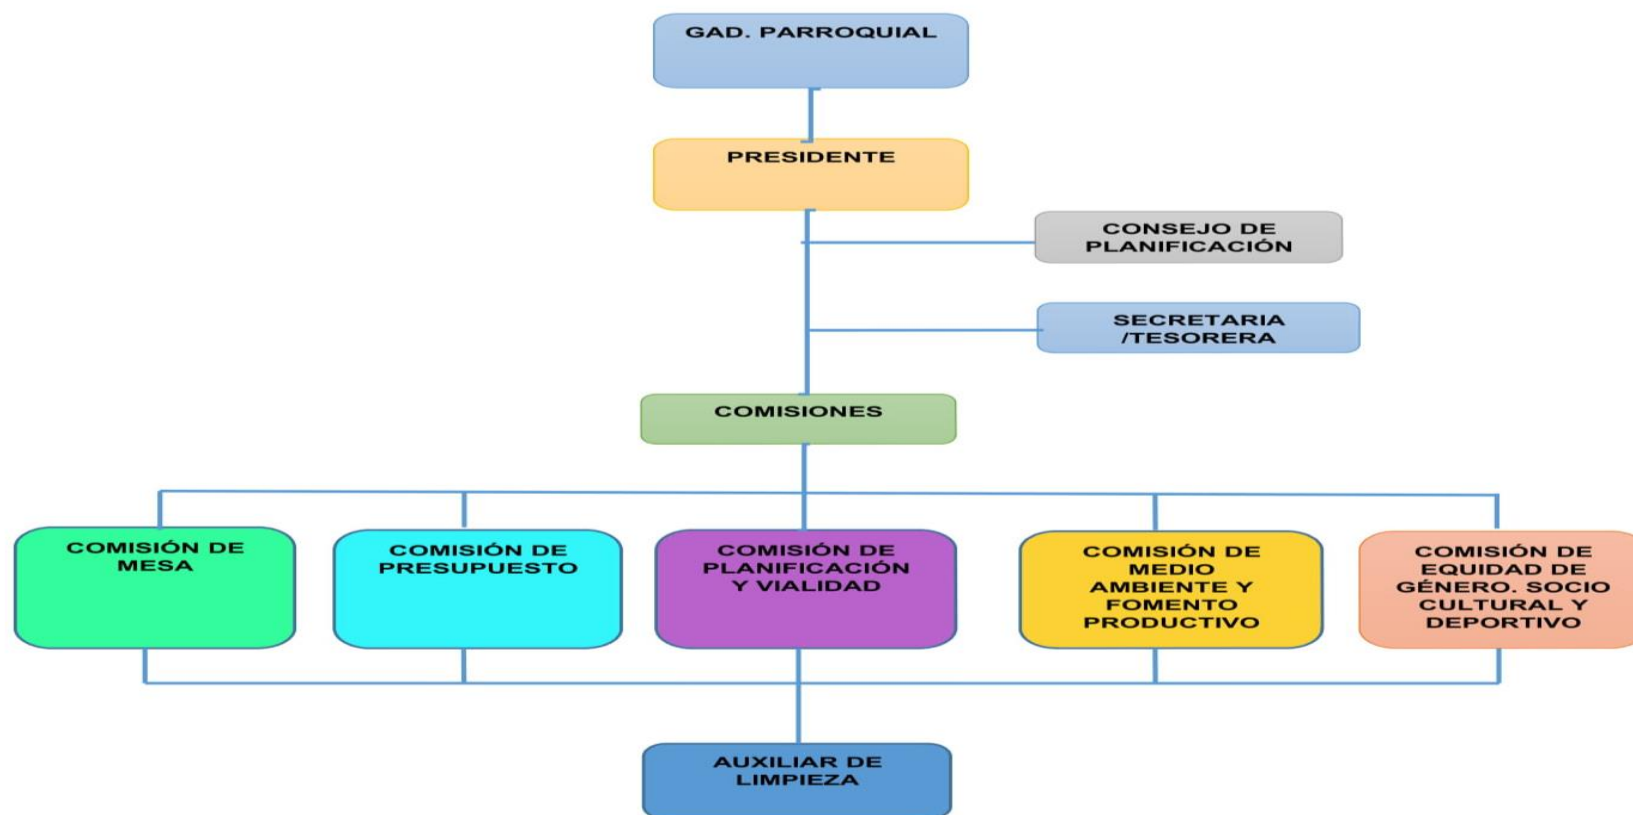 GAD. PARROQUIAL
PRESIDENTE
CONSEJO DE
PLANIFICACIÓN
SECRETARIA
/TESORERA
COMISIONES
COMISIÓN DE
MESA
COMISIÓN DE
PRESUPUESTO
COMISIÓN DE
PLANIFICACIÓN
Y VIALIDAD
COMISIÓN DE
MEDIO
AMBIENTE Y
FOMENTO
PRODUCTIVO
COMISIÓN DE
EQUIDAD DE
GÉNERO. SOCIO
CULTURAL Y
DEPORTIVO
AUXILIAR DE
LIMPIEZA